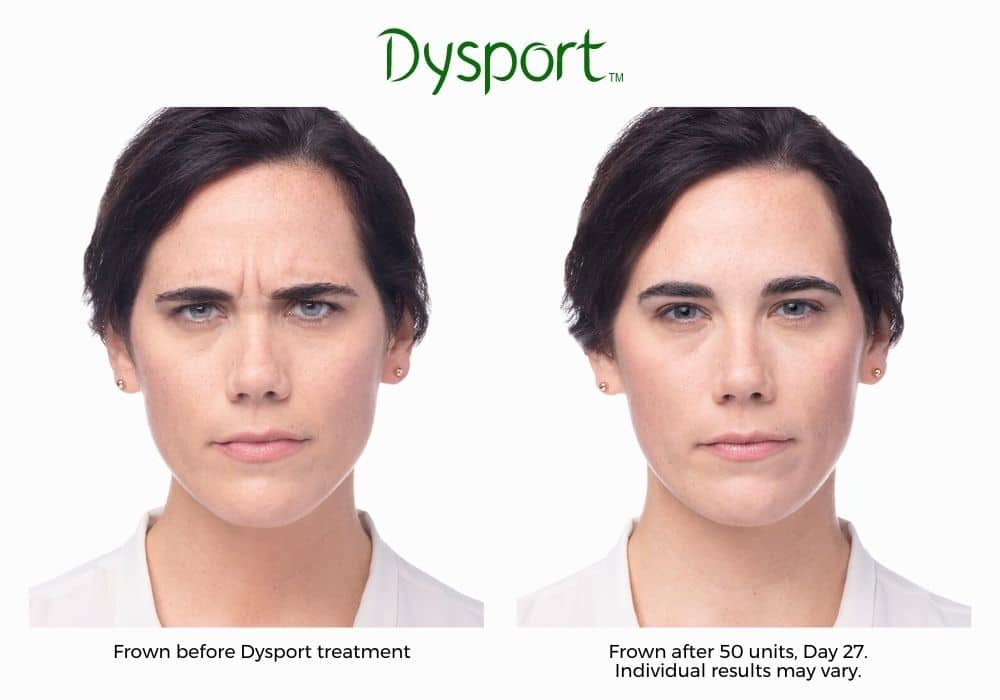 Dysport™
Frown before Dysport treatment
Frown after 50 units, Day 27.
Individual results may vary.